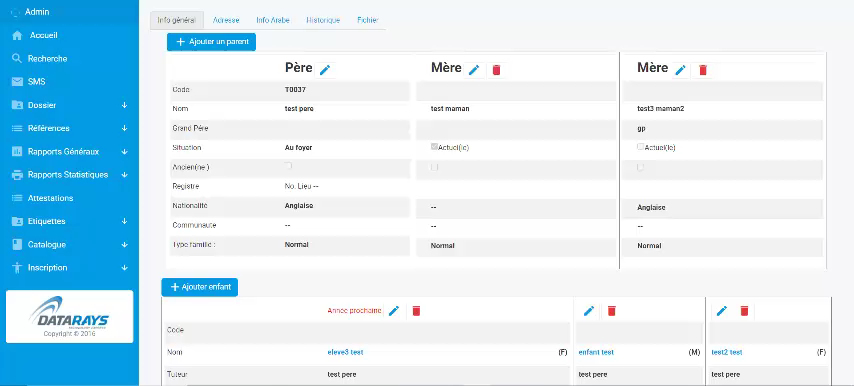 Admin
Accueil
Recherche
SMS
Dossier
Références
Rapports Généraux
Rapports Statistiques
Attestations
Etiquettes
Catalogue
Inscription
DATARAYS
Copyright © 2016
Info général Adresse Info Arabe Historique Fichier
+ Ajouter un parent
Père Mère Mère
Code T0037
Nom test pere test maman test3 maman2
Grand Père gp
Situation Au foyer Actuel(le) Actuel(le)
Ancien(ne)
Registre No. Lieu --
Nationalité Anglaise -- Anglaise
Communaute -- -- --
Type famille : Normal Normal Normal
+ Ajouter enfant
Année prochaine
Code
Nom eleve3 test (F) enfant test (M) test2 test (F)
Tuteur test pere test pere test pere